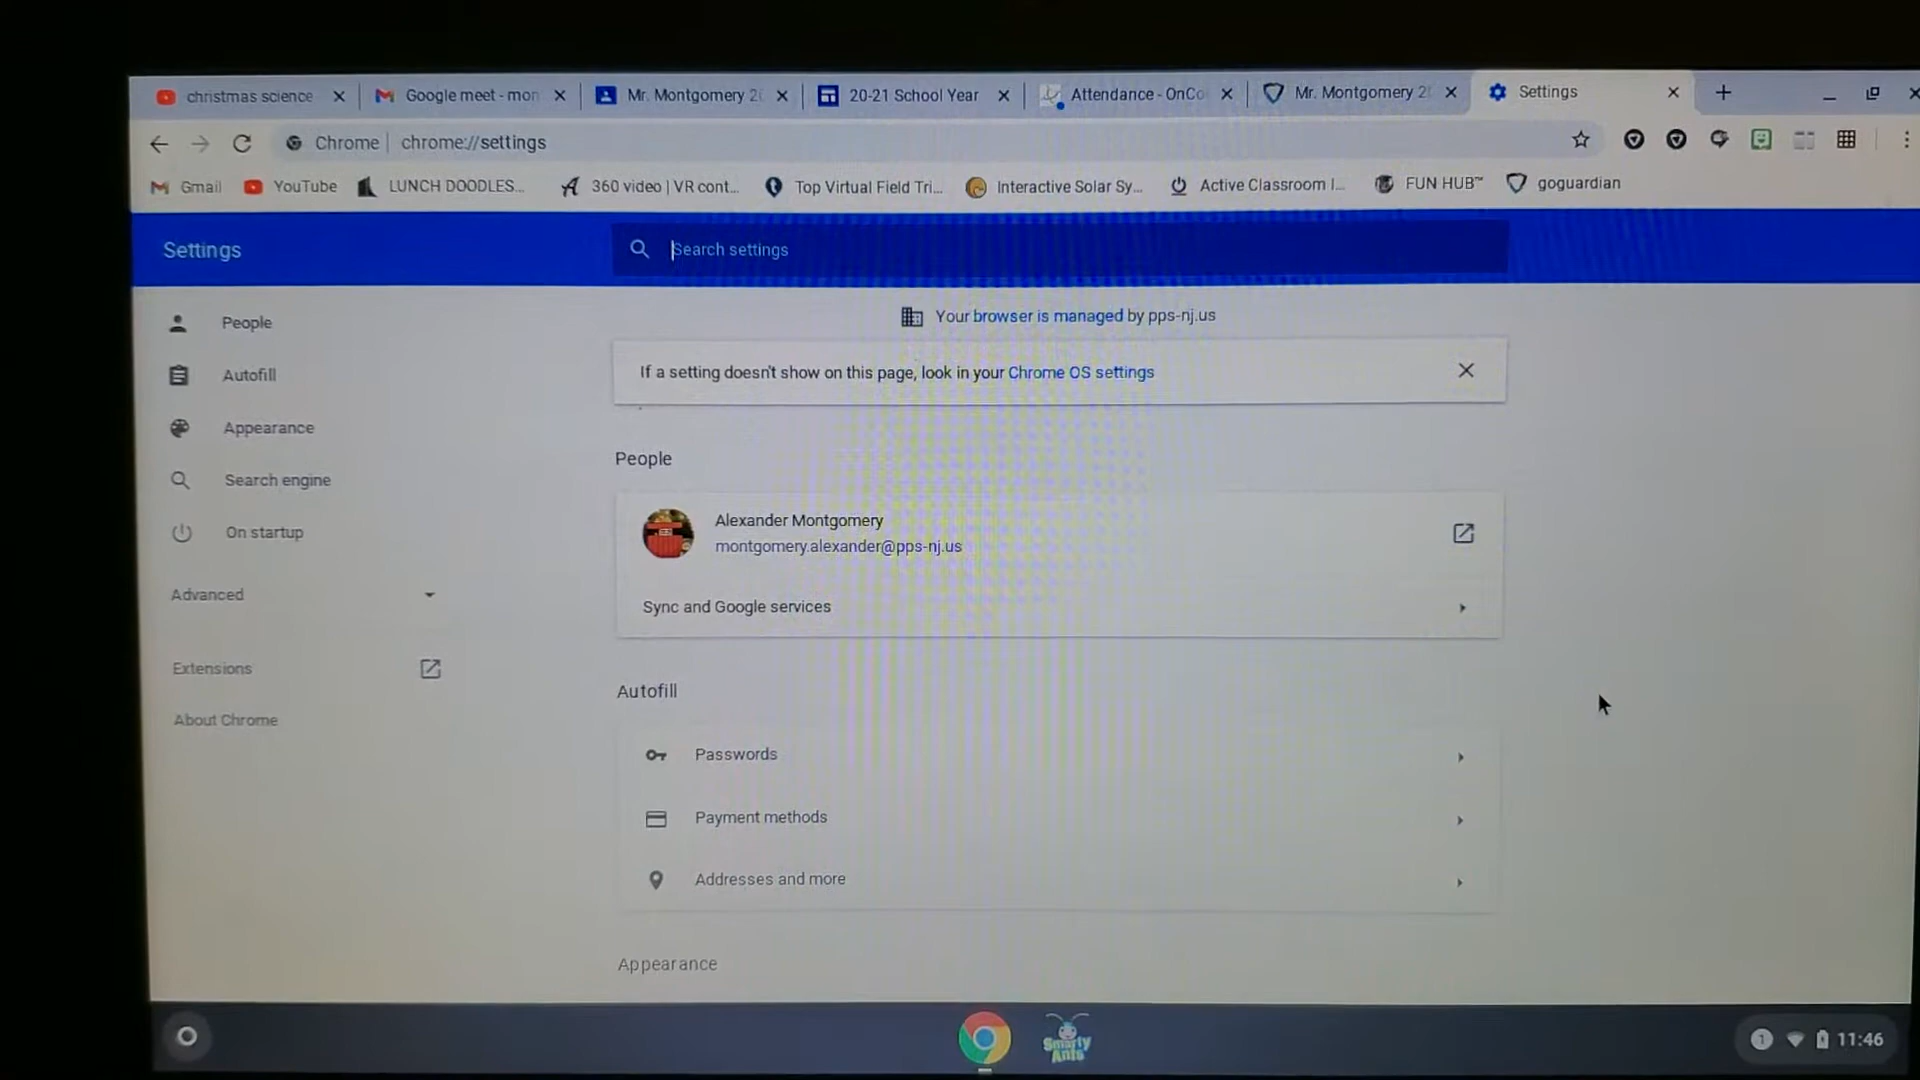 christmas science
Google meet - mon
Mr. Montgomery 20
20-21 School Year
Attendance - OnCo
Mr. Montgomery 20
Settings
Chrome
chrome://settings
Gmail
YouTube
LUNCH DOODLES...
360 video | VR cont...
Top Virtual Field Tri...
Interactive Solar Sy...
Active Classroom I...
FUN HUB™
goguardian
Settings
Search settings
People
Autofill
Appearance
Search engine
On startup
Advanced
Extensions
About Chrome
Your browser is managed by pps-nj.us
If a setting doesn't show on this page, look in your Chrome OS settings
People
Alexander Montgomery
montgomery.alexander@pps-nj.us
Sync and Google services
Autofill
Passwords
Payment methods
Addresses and more
Appearance
Smarty
Ants
1
11:46